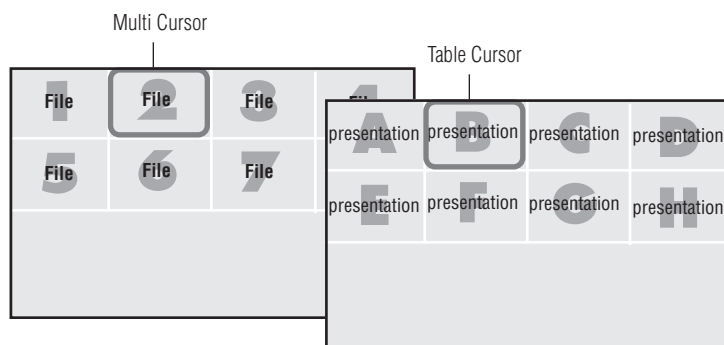 Multi Cursor
Table Cursor
1 2 3 4
File File File
5 6 7
File File File
A B C D
presentation presentation presentation presentation
E F G H
presentation presentation presentation presentation